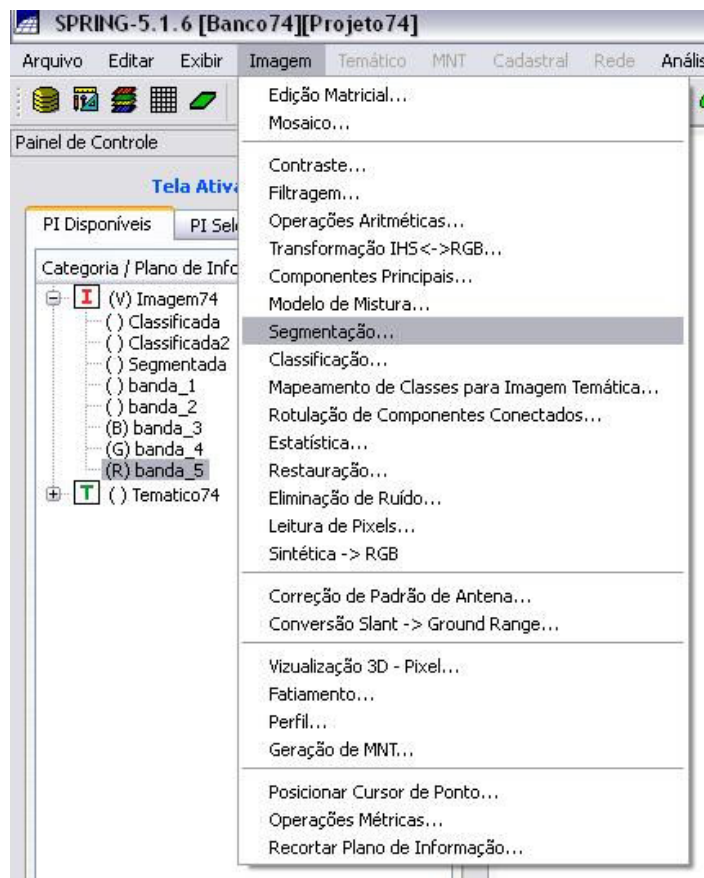 SPRING-5.1.6 [Banco74][Projeto74]
Arquivo Editar Exibir Imagem Temático MNT Cadastral Rede
Painel de Controle
Tela
PI Disponíveis PI
Categoria / Plano de
(V) Imagem74
( ) Classificada
( ) Classificada2
( ) Segmentada
( ) banda_1
( ) banda_2
(B) banda_3
(G) banda_4
(R) banda_5
( ) Tematico74
Edição Matricial...
Mosaico...
Contraste...
Filtragem...
Operações Aritméticas...
Transformação IHS<->RGB...
Componentes Principais...
Modelo de Mistura...
Segmentação...
Classificação...
Mapeamento de Classes para Imagem Temática...
Rotulação de Componentes Conectados...
Estatística...
Restauração...
Eliminação de Ruído...
Leitura de Pixels...
Sintética -> RGB
Correção de Padrão de Antena...
Conversão Slant -> Ground Range...
Vizualização 3D - Pixel...
Fatiamento...
Perfil...
Geração de MNT...
Posicionar Cursor de Ponto...
Operações Métricas...
Recortar Plano de Informação...